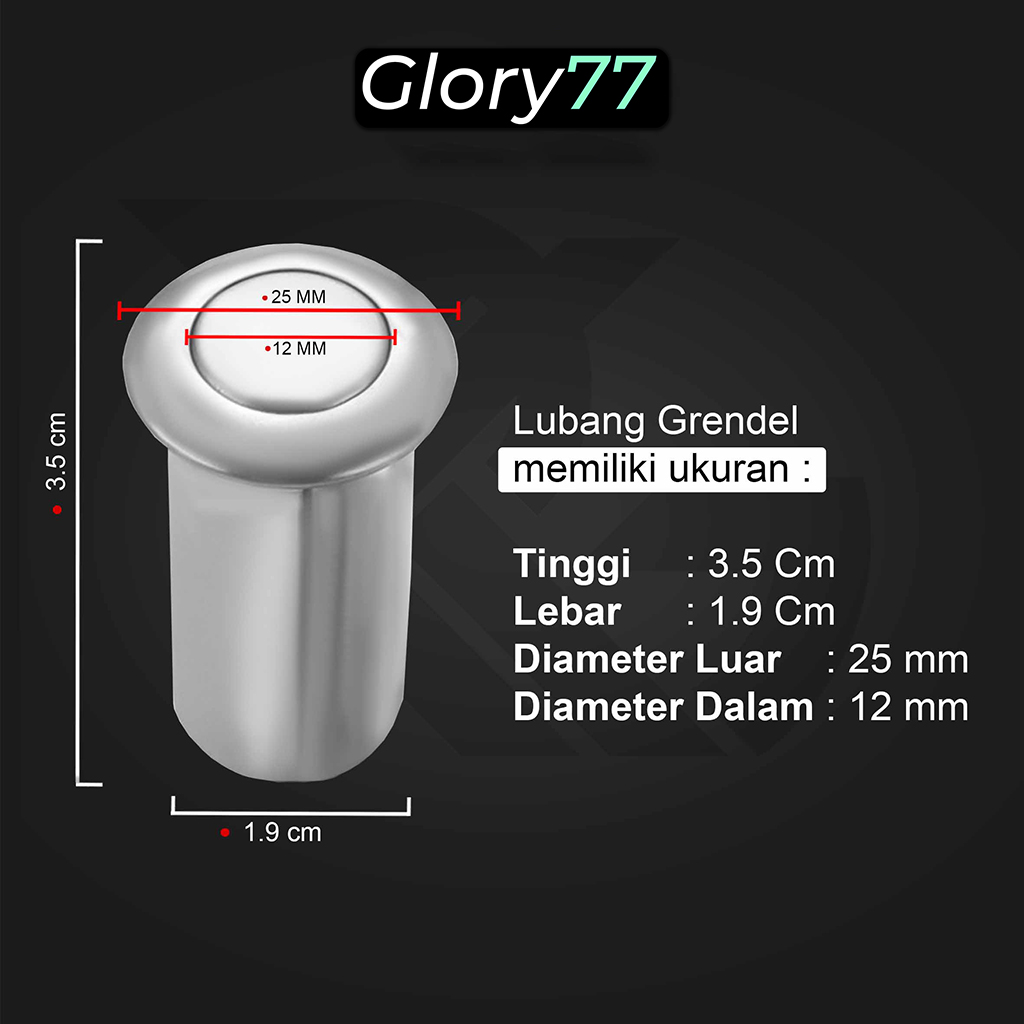 Glory77
•25 MM
•12 MM
• 3.5 cm
• 1.9 cm
Lubang Grendel
memiliki ukuran :
Tinggi : 3.5 Cm
Lebar : 1.9 Cm
Diameter Luar : 25 mm
Diameter Dalam : 12 mm